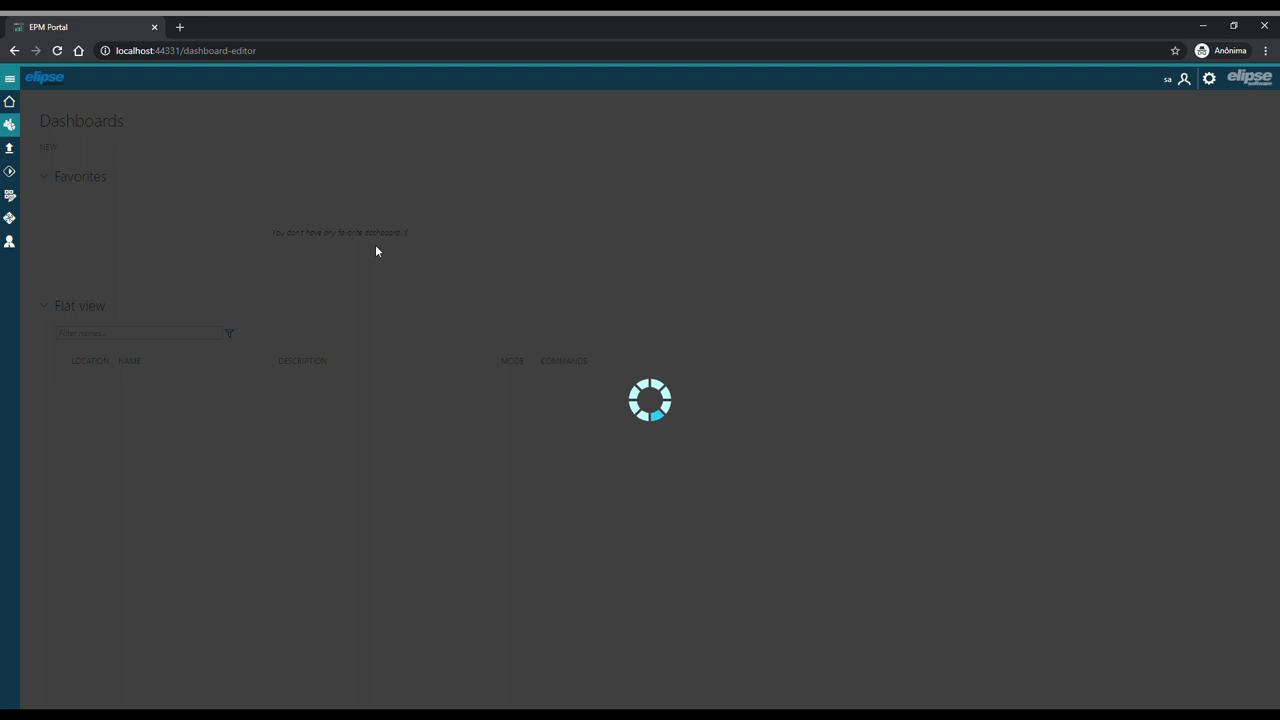 EPM Portal
localhost:44331/dashboard-editor
Anônima
elipse
sa
elipse
software
Dashboards
NEW
Favorites
You don't have any favorite dashboard. :(
Flat view
Filter names...
LOCATION NAME DESCRIPTION MODE COMMANDS